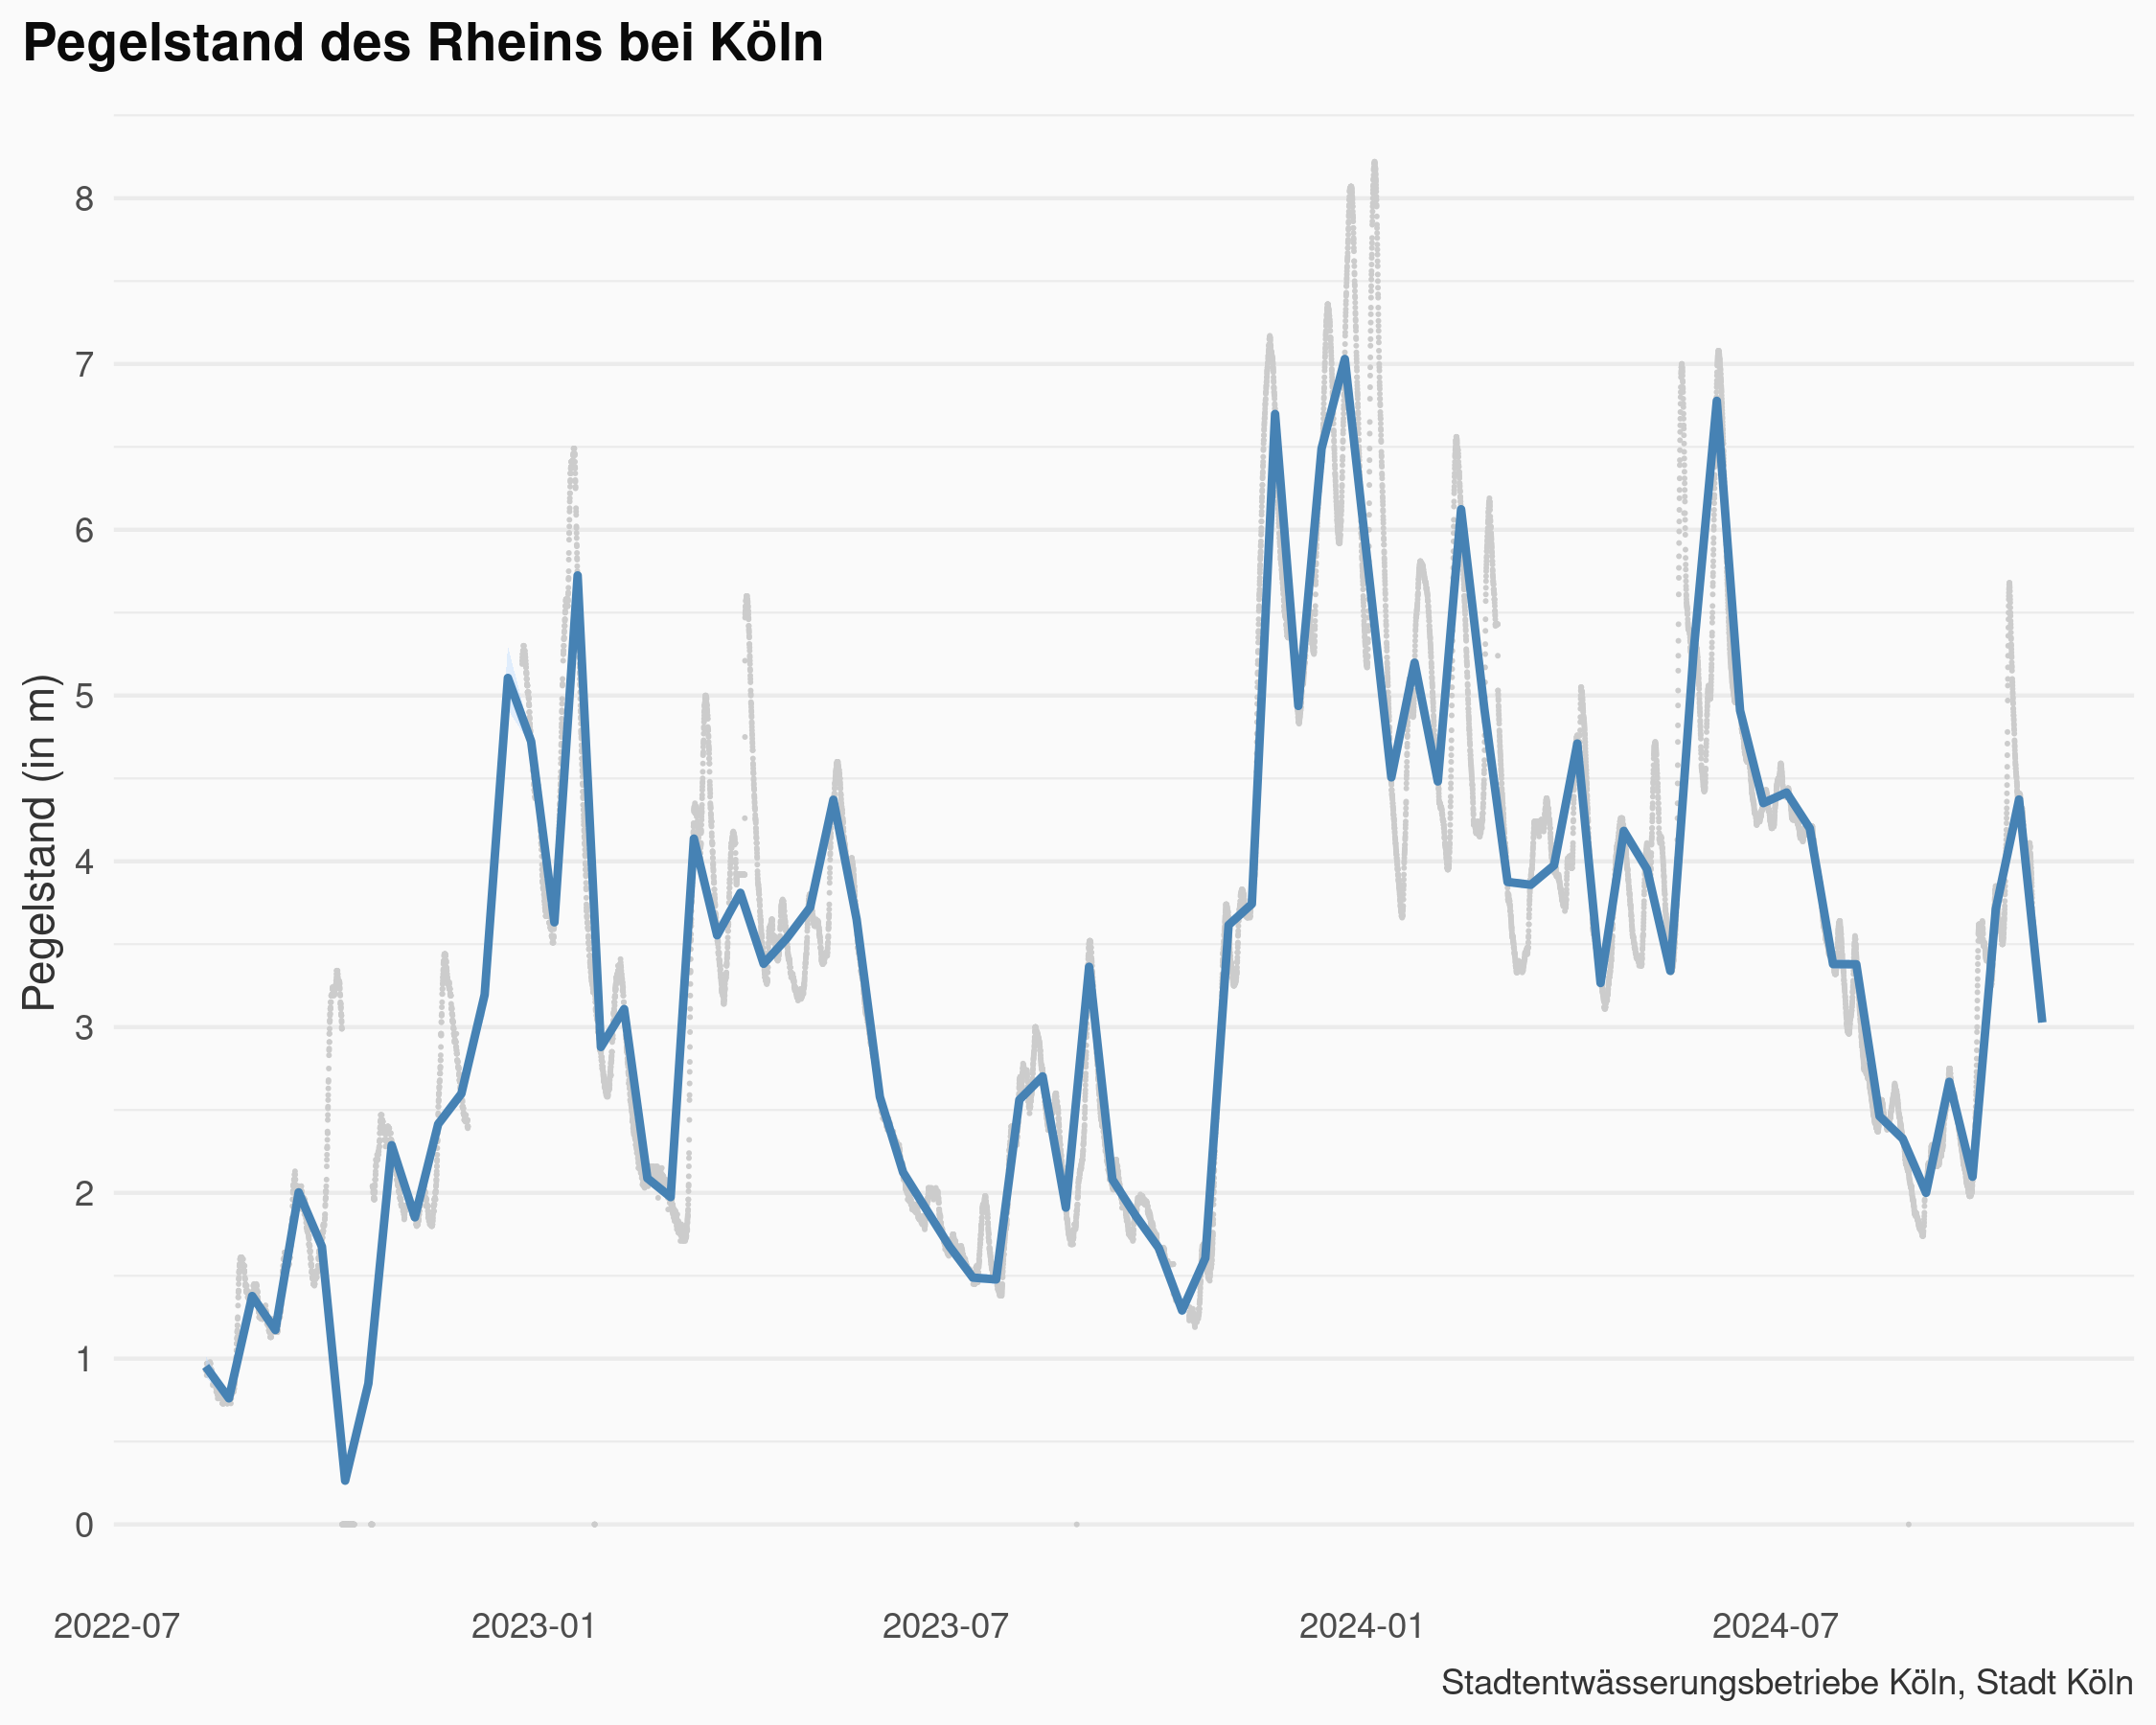 Pegelstand des Rheins bei Köln
Pegelstand (in m)
8
7
6
5
4
3
2
1
0
2022-07 2023-01 2023-07 2024-01 2024-07
Stadtentwässerungsbetriebe Köln, Stadt Köln